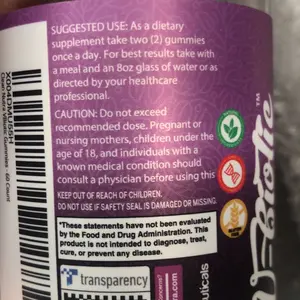 SUGGESTED USE: As a dietary
supplement take two (2) gummies
once a day. For best results take with
a meal and an 8oz glass of water or as
directed by your healthcare
professional.
CAUTION: Do not exceed
recommended dose. Pregnant or
nursing mothers, children under the
age of 18, and individuals with a
known medical condition should
consult a physician before using this
KEEP OUT OF REACH OF CHILDREN.
DO NOT USE IF SAFETY SEAL IS DAMAGED OR MISSING.
*These statements have not been evaluated
by the Food and Drug Administration. This
product is not intended to diagnose, treat,
cure, or prevent any disease.
transparency
X004DMU55H
60 Count
ceuticals
TM